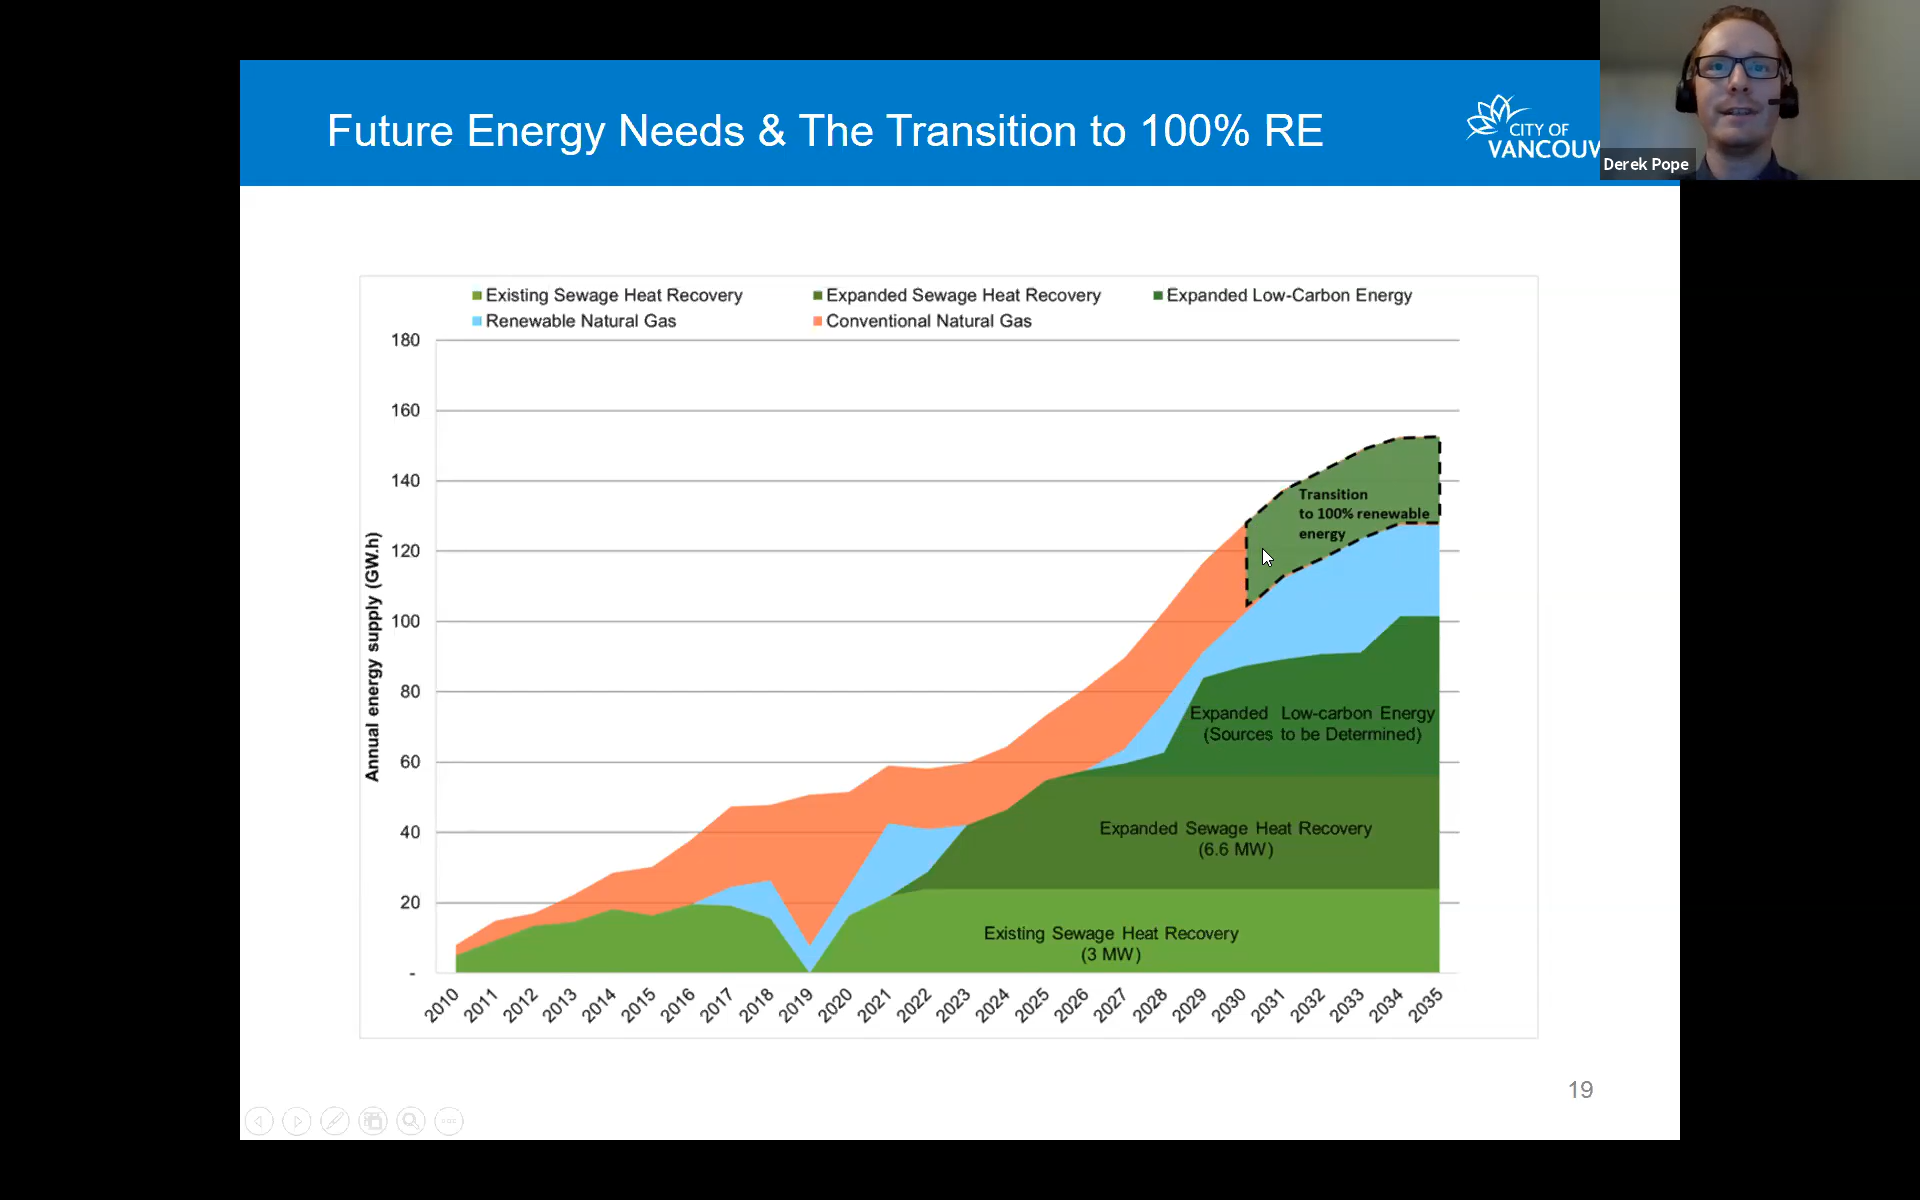 Future Energy Needs & The Transition to 100% RE
CITY OF
VANCOUV
Derek Pope
Existing Sewage Heat Recovery
Expanded Sewage Heat Recovery
Expanded Low-Carbon Energy
Renewable Natural Gas
Conventional Natural Gas
180
160
140
120
100
80
60
40
20
-
Annual energy supply (GW.h)
Transition
to 100% renewable
energy
Expanded Low-carbon Energy
(Sources to be Determined)
Expanded Sewage Heat Recovery
(6.6 MW)
Existing Sewage Heat Recovery
(3 MW)
2010
2011
2012
2013
2014
2015
2016
2017
2018
2019
2020
2021
2022
2023
2024
2025
2026
2027
2028
2029
2030
2031
2032
2033
2034
2035
19